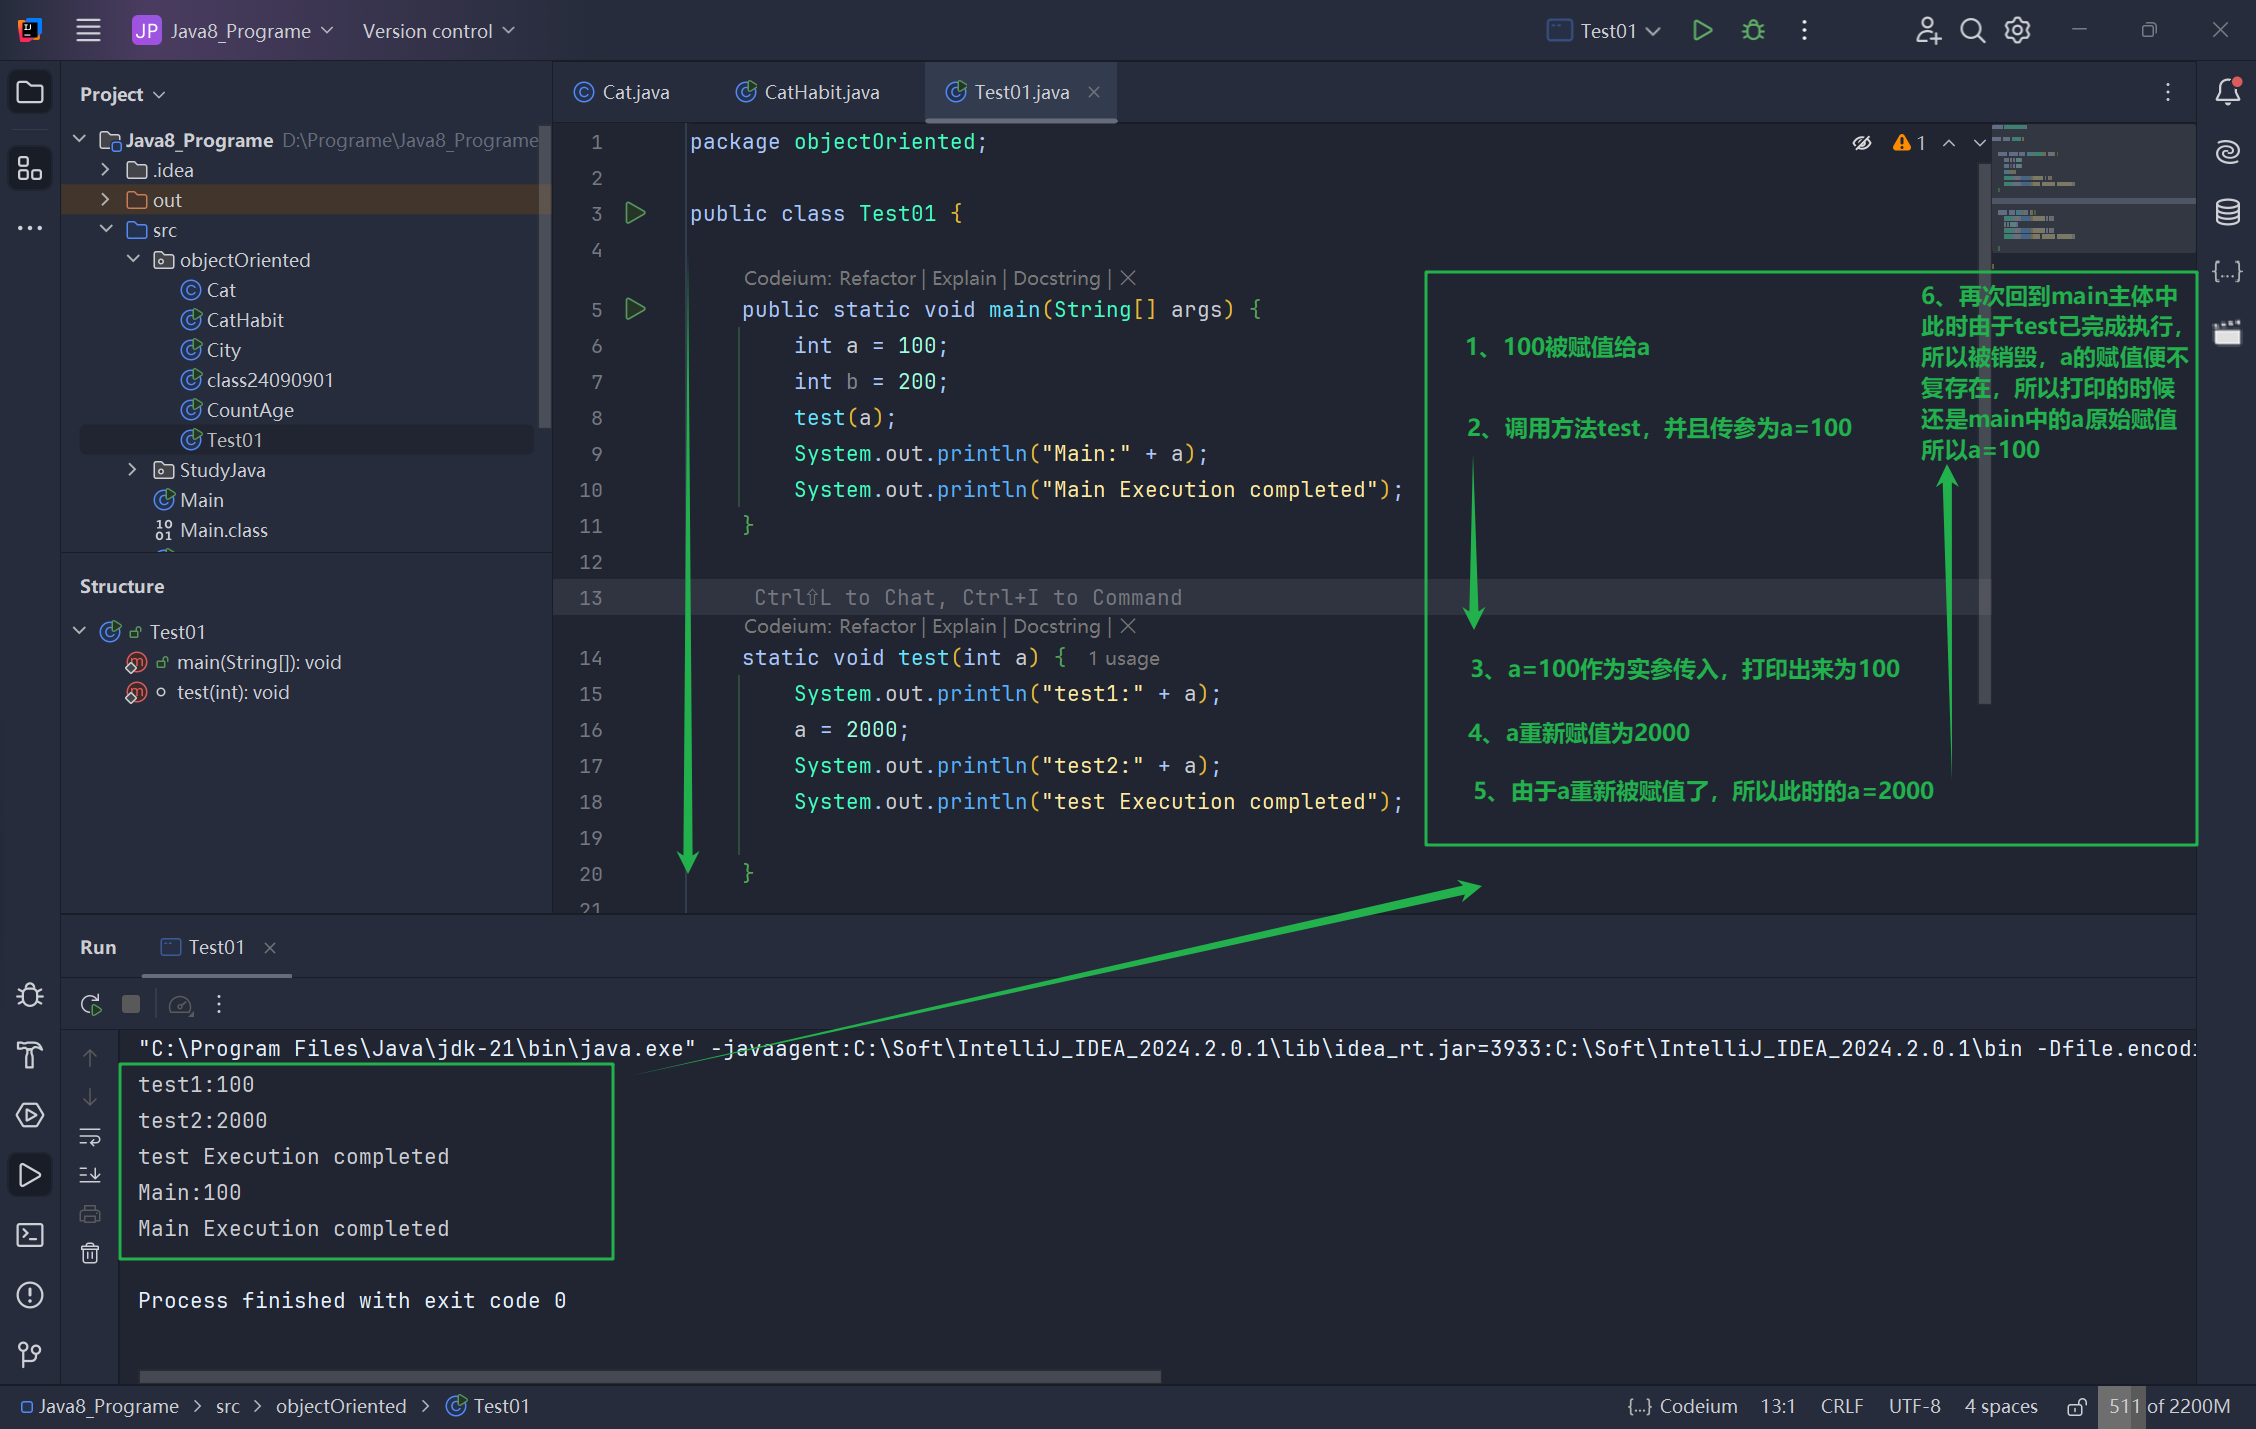 JP Java8_Programe Version control Test01
Project
Java8_Programe D:\Programe\Java8_Programe
.idea
out
src
objectOriented
Cat
CatHabit
City
class24090901
CountAge
Test01
StudyJava
Main
Main.class
Structure
Test01
main(String[]): void
test(int): void
Cat.java CatHabit.java Test01.java
1
1 package objectOriented;
2
3 public class Test01 {
4
Codeium: Refactor | Explain | Docstring | ×
5 public static void main(String[] args) {
6 int a = 100;
7 int b = 200;
8 test(a);
9 System.out.println("Main:" + a);
10 System.out.println("Main Execution completed");
11 }
12
13 Ctrl⇧L to Chat, Ctrl+I to Command
Codeium: Refactor | Explain | Docstring | ×
14 static void test(int a) { 1 usage
15 System.out.println("test1:" + a);
16 a = 2000;
17 System.out.println("test2:" + a);
18 System.out.println("test Execution completed");
19
20 }
21
1、100被赋值给a
2、调用方法test，并且传参为a=100
3、a=100作为实参传入，打印出来为100
4、a重新赋值为2000
5、由于a重新被赋值了，所以此时的a=2000
6、再次回到main主体中
此时由于test已完成执行，
所以被销毁，a的赋值便不
复存在，所以打印的时候
还是main中的a原始赋值
所以a=100
Run Test01
"C:\Program Files\Java\jdk-21\bin\java.exe" -javaagent:C:\Soft\IntelliJ_IDEA_2024.2.0.1\lib\idea_rt.jar=3933:C:\Soft\IntelliJ_IDEA_2024.2.0.1\bin -Dfile.encodi
test1:100
test2:2000
test Execution completed
Main:100
Main Execution completed
Process finished with exit code 0
Java8_Programe > src > objectOriented > Test01
{...} Codeium 13:1 CRLF UTF-8 4 spaces 511 of 2200M